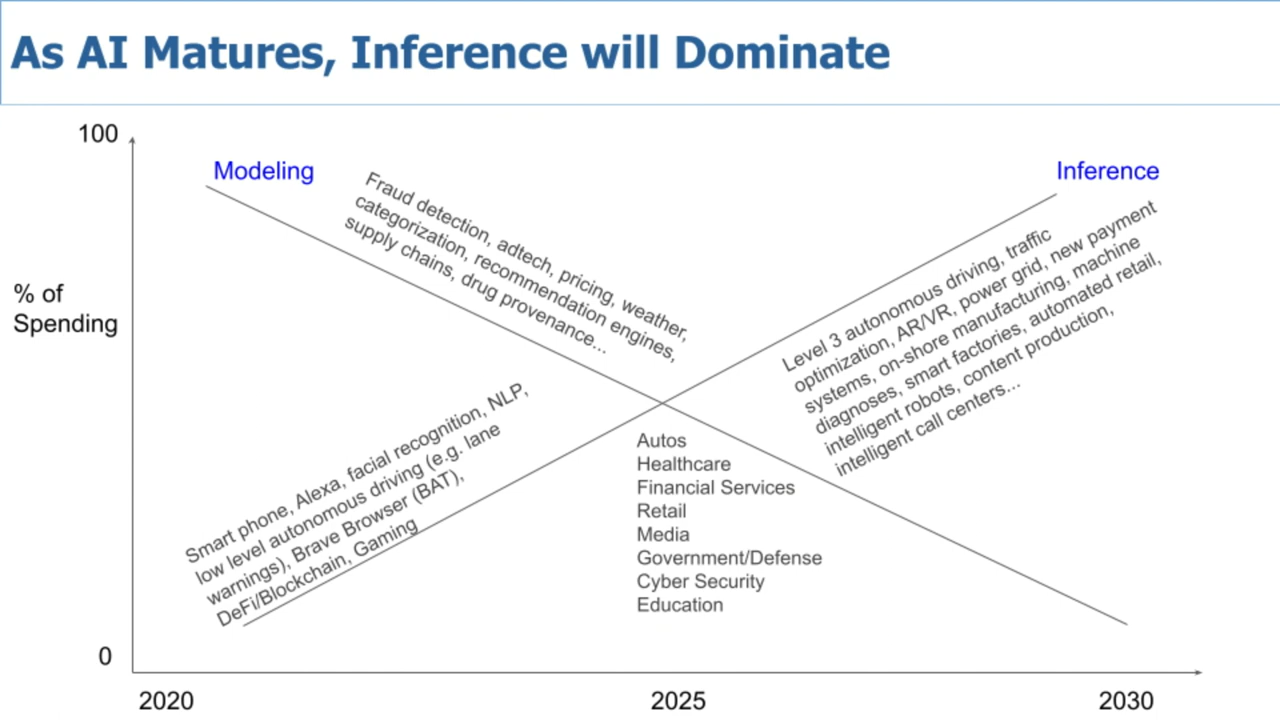 As AI Matures, Inference will Dominate
100
Modeling
Inference
Fraud detection, adtech, pricing, weather,
categorization, recommendation engines,
supply chains, drug provenance...
% of
Spending
Level 3 autonomous driving, traffic
optimization, AR/VR, power grid, new payment
systems, on-shore manufacturing, machine
diagnoses, smart factories, automated retail,
intelligent robots, content production,
intelligent call centers...
Smart phone, Alexa, facial recognition, NLP,
low level autonomous driving (e.g. lane
warnings), Brave Browser (BAT),
DeFi/Blockchain, Gaming
Autos
Healthcare
Financial Services
Retail
Media
Government/Defense
Cyber Security
Education
0
2020
2025
2030